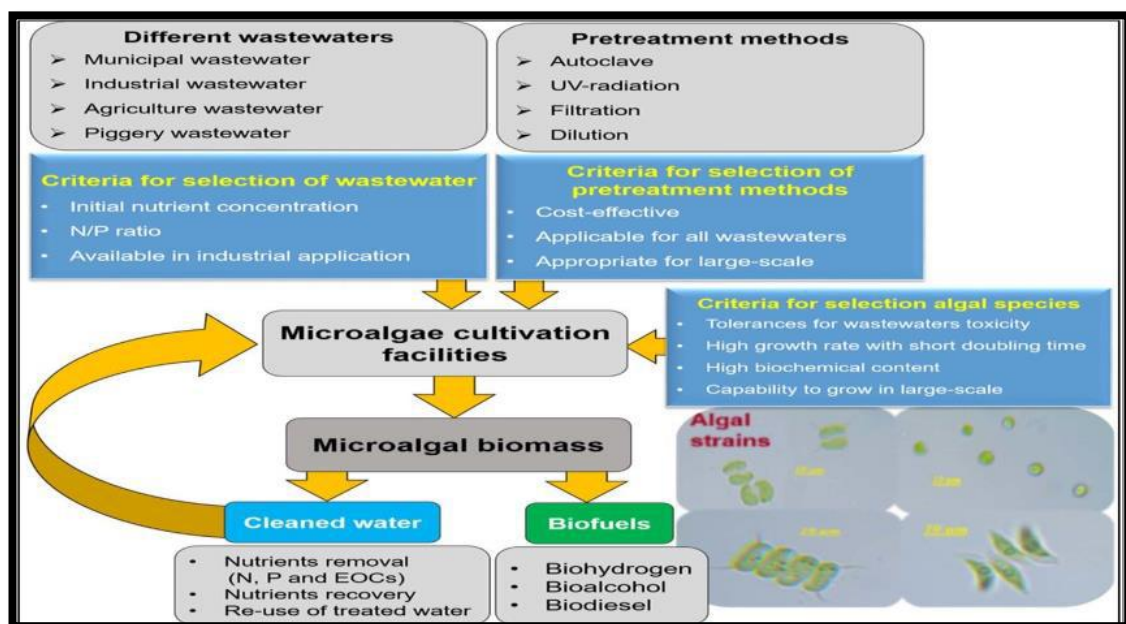 Different wastewaters
➢ Municipal wastewater
➢ Industrial wastewater
➢ Agriculture wastewater
➢ Piggery wastewater
Pretreatment methods
➢ Autoclave
➢ UV-radiation
➢ Filtration
➢ Dilution
Criteria for selection of wastewater
• Initial nutrient concentration
• N/P ratio
• Available in industrial application
Criteria for selection of
pretreatment methods
• Cost-effective
• Applicable for all wastewaters
• Appropriate for large-scale
Microalgae cultivation
facilities
Criteria for selection algal species
• Tolerances for wastewaters toxicity
• High growth rate with short doubling time
• High biochemical content
• Capability to grow in large-scale
Microalgal biomass
Algal
strains
Cleaned water
Biofuels
• Nutrients removal
(N, P and EOCs)
• Nutrients recovery
• Re-use of treated water
• Biohydrogen
• Bioalcohol
• Biodiesel